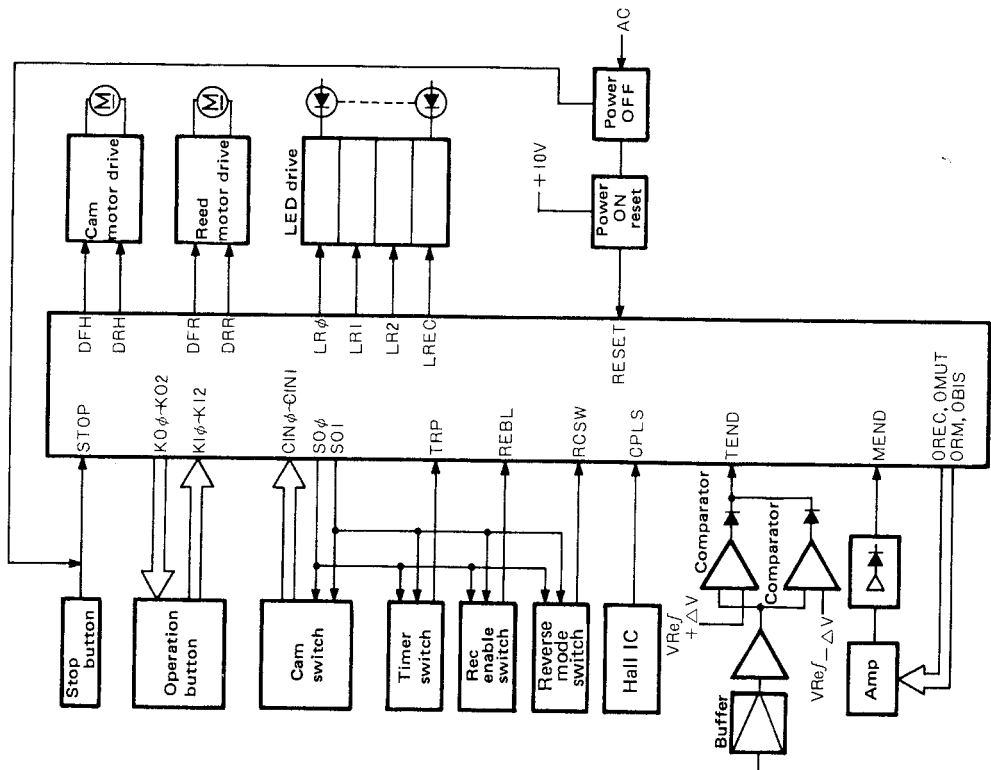 Stop
button
Operation
button
Cam
switch
Timer
switch
Rec
enable
switch
Reverse
mode
switch
Hall IC
Buffer
VRef
+ΔV
VRef−ΔV
Comparator
Comparator
Amp
STOP
KOφ~KO2
KIφ~KI2
CINφ~CIN1
SOφ
SO1
TRP
REBL
RCSW
CPLS
TEND
MEND
OREC, OMUT
ORM, OBIS
DFH
DRH
DFR
DRR
LRφ
LR1
LR2
LREC
RESET
Cam
motor drive
M
Reed
motor drive
M
LED drive
+10V
Power
ON
reset
Power
OFF
AC